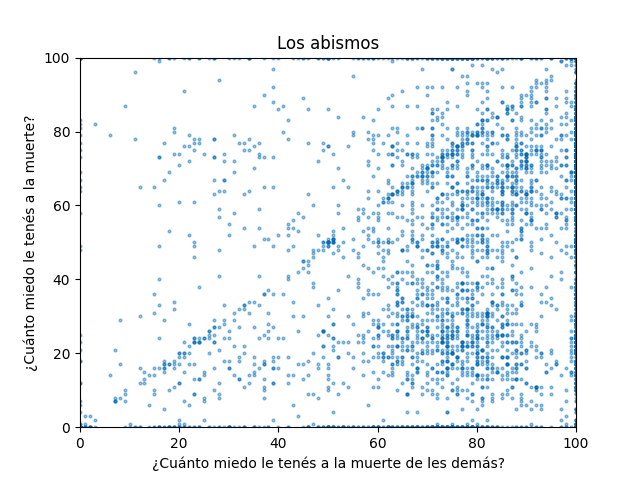 Los abismos
100
80
60
40
20
0
¿Cuánto miedo le tenés a la muerte?
0 20 40 60 80 100
¿Cuánto miedo le tenés a la muerte de les demás?